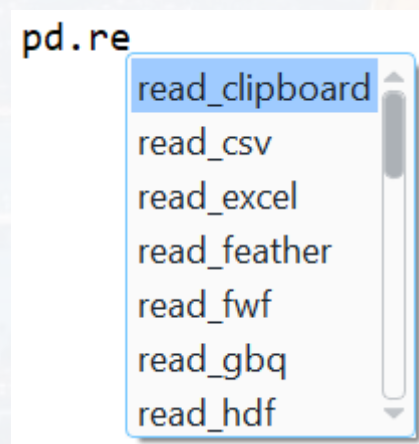 pd.re
read_clipboard
read_csv
read_excel
read_feather
read_fwf
read_gbq
read_hdf